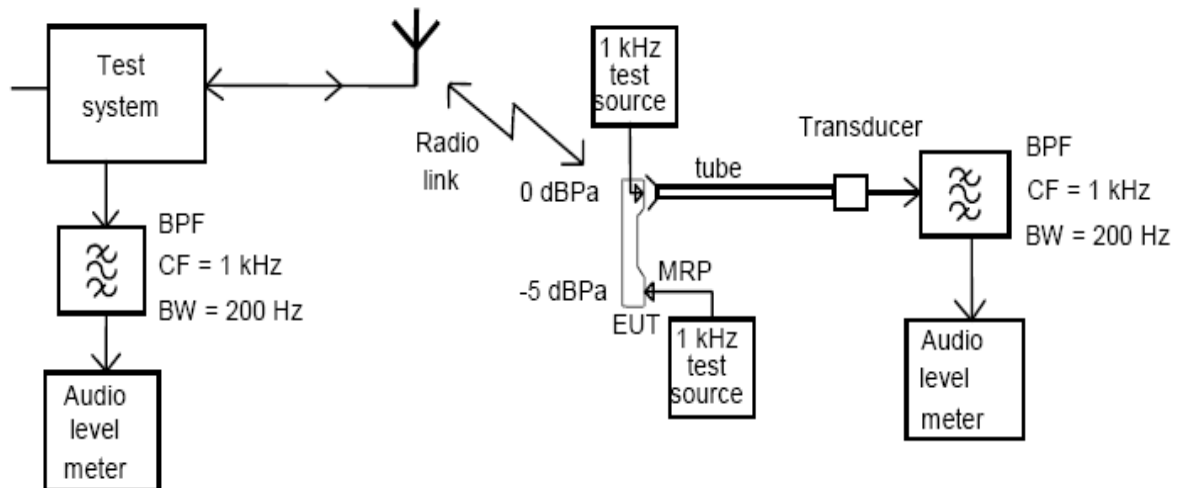 Test
system
BPF
CF = 1 kHz
BW = 200 Hz
Audio
level
meter
Radio
link
1 kHz
test
source
0 dBPa
tube
Transducer
BPF
CF = 1 kHz
BW = 200 Hz
-5 dBPa
MRP
EUT
1 kHz
test
source
Audio
level
meter